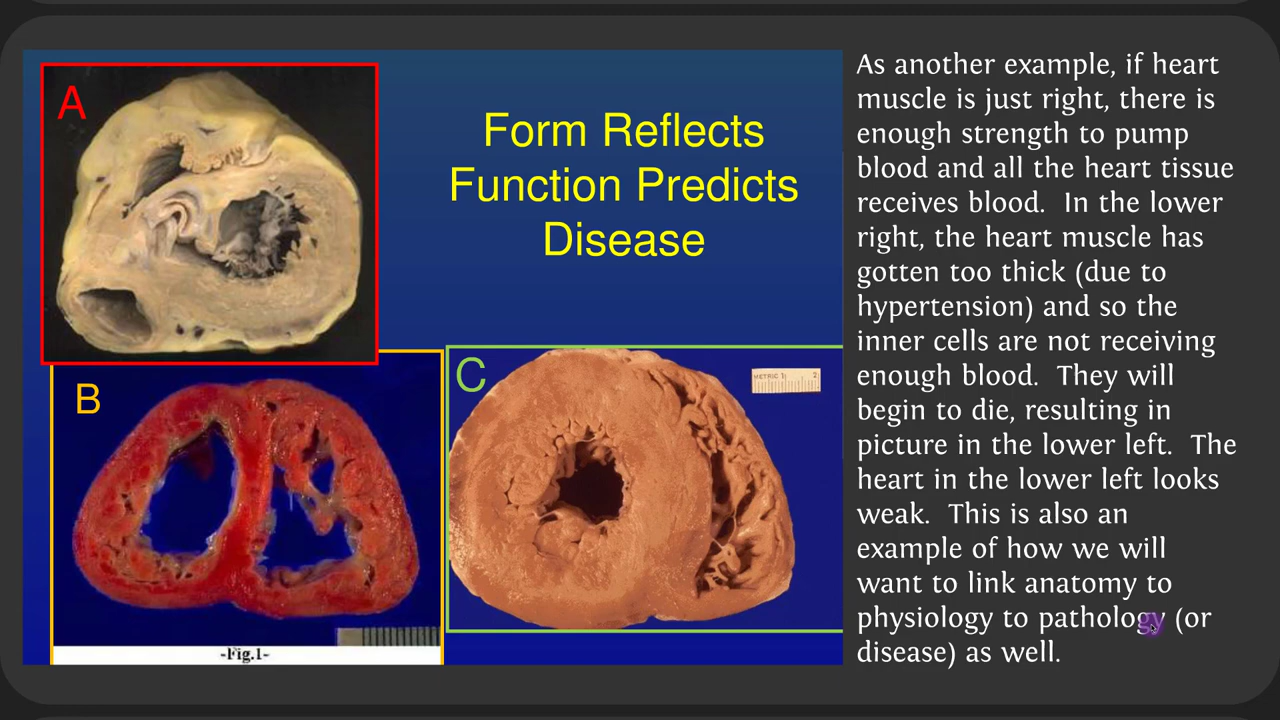 A
Form Reflects
Function Predicts
Disease
B
C
METRIC 1 2
-Fig.1-
As another example, if heart
muscle is just right, there is
enough strength to pump
blood and all the heart tissue
receives blood.  In the lower
right, the heart muscle has
gotten too thick (due to
hypertension) and so the
inner cells are not receiving
enough blood.  They will
begin to die, resulting in
picture in the lower left.  The
heart in the lower left looks
weak.  This is also an
example of how we will
want to link anatomy to
physiology to pathology (or
disease) as well.